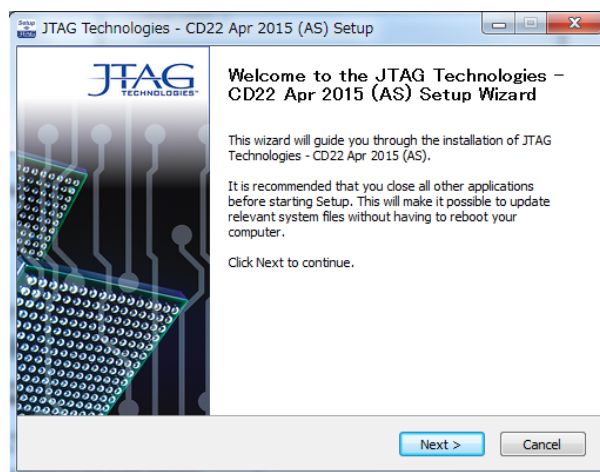 JTAG Technologies - CD22 Apr 2015 (AS) Setup
JTAG
TECHNOLOGIES™
Welcome to the JTAG Technologies -
CD22 Apr 2015 (AS) Setup Wizard
This wizard will guide you through the installation of JTAG
Technologies - CD22 Apr 2015 (AS).
It is recommended that you close all other applications
before starting Setup. This will make it possible to update
relevant system files without having to reboot your
computer.
Click Next to continue.
Next >
Cancel